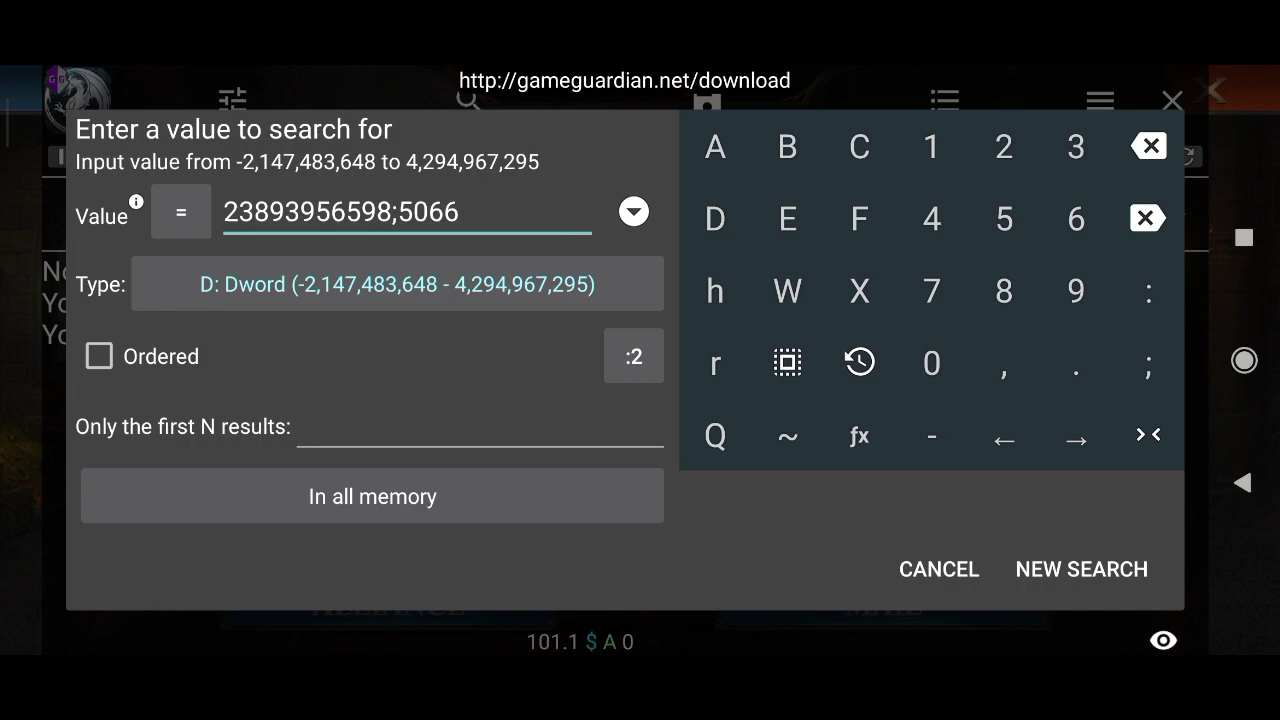 http://gameguardian.net/download
Enter a value to search for
Input value from -2,147,483,648 to 4,294,967,295
Value
= 23893956598;5066
Type: D: Dword (-2,147,483,648 - 4,294,967,295)
Ordered :2
Only the first N results:
In all memory
A B C 1 2 3
D E F 4 5 6
h W X 7 8 9 :
r 0 , . ;
Q ~ ƒx - ← →
CANCEL NEW SEARCH
ALLIANCE MAIL
101.1 $ A 0